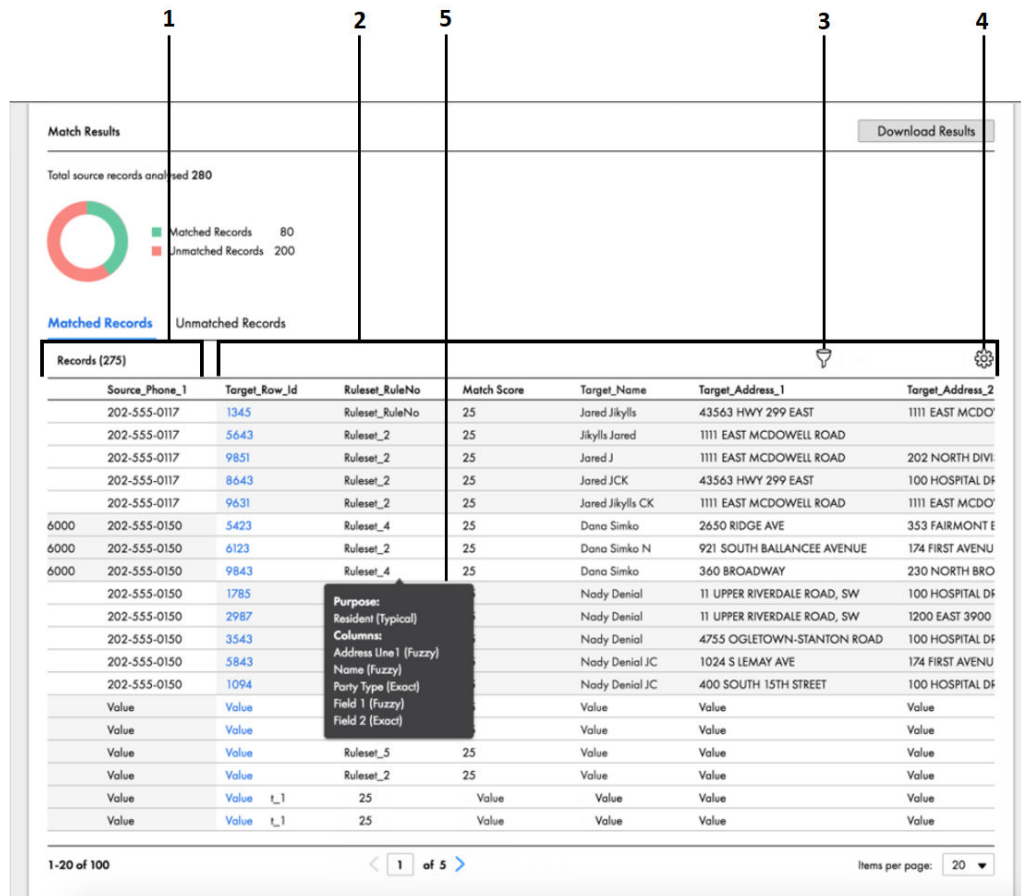 1 2 5 3 4
Match Results Download Results
Total source records analysed 280
Matched Records 80
Unmatched Records 200
Matched Records Unmatched Records
Records (275)
Source_Phone_1 Target_Row_Id Ruleset_RuleNo Match Score Target_Name Target_Address_1 Target_Address_2
202-555-0117 1345 Ruleset_RuleNo 25 Jared Jikylls 43563 HWY 299 EAST 1111 EAST MCDO
202-555-0117 5643 Ruleset_2 25 Jikylls Jared 1111 EAST MCDOWELL ROAD
202-555-0117 9851 Ruleset_2 25 Jared J 1111 EAST MCDOWELL ROAD 202 NORTH DIVI
202-555-0117 8643 Ruleset_2 25 Jared JCK 43563 HWY 299 EAST 100 HOSPITAL DR
202-555-0117 9631 Ruleset_2 25 Jared Jikylls CK 1111 EAST MCDOWELL ROAD 1111 EAST MCDO
6000 202-555-0150 5423 Ruleset_4 25 Dana Simko 2650 RIDGE AVE 353 FAIRMONT B
6000 202-555-0150 6123 Ruleset_2 25 Dana Simko N 921 SOUTH BALLANCEE AVENUE 174 FIRST AVENU
6000 202-555-0150 9843 Ruleset_4 25 Dana Simko 360 BROADWAY 230 NORTH BRO
202-555-0150 1785 Nady Denial 11 UPPER RIVERDALE ROAD, SW 100 HOSPITAL DR
202-555-0150 2987 Nady Denial 11 UPPER RIVERDALE ROAD, SW 1200 EAST 3900
202-555-0150 3543 Nady Denial 4755 OGLETOWN-STANTON ROAD 100 HOSPITAL DR
202-555-0150 5843 Nady Denial JC 1024 S LEMAY AVE 174 FIRST AVENU
202-555-0150 1094 Nady Denial JC 400 SOUTH 15TH STREET 100 HOSPITAL DR
Purpose:
Resident (Typical)
Columns:
Address LIne1 (Fuzzy)
Name (Fuzzy)
Party Type (Exact)
Field 1 (Fuzzy)
Field 2 (Exact)
Value Value Value Value Value
Value Value Value Value Value
Value Value Ruleset_5 25 Value Value Value
Value Value Ruleset_2 25 Value Value Value
Value Value t_1 25 Value Value Value Value
Value Value t_1 25 Value Value Value Value
1-20 of 100 1 of 5 Items per page: 20